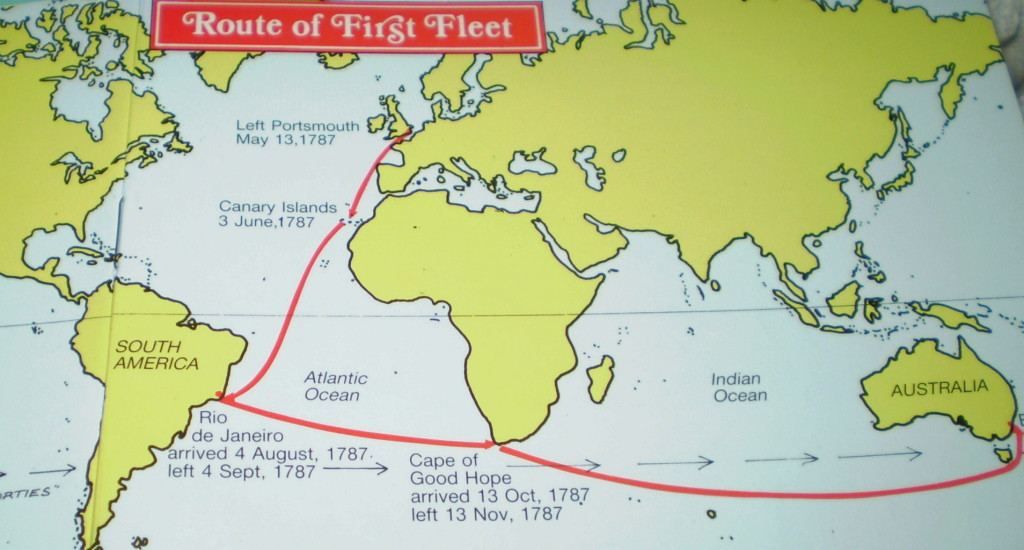 Route of First Fleet
Left Portsmouth
May 13,1787
Canary Islands
3 June,1787
SOUTH
AMERICA
Atlantic
Ocean
Indian
Ocean
AUSTRALIA
Rio
de Janeiro
arrived 4 August, 1787.
left 4 Sept, 1787
Cape of
Good Hope
arrived 13 Oct, 1787
left 13 Nov, 1787